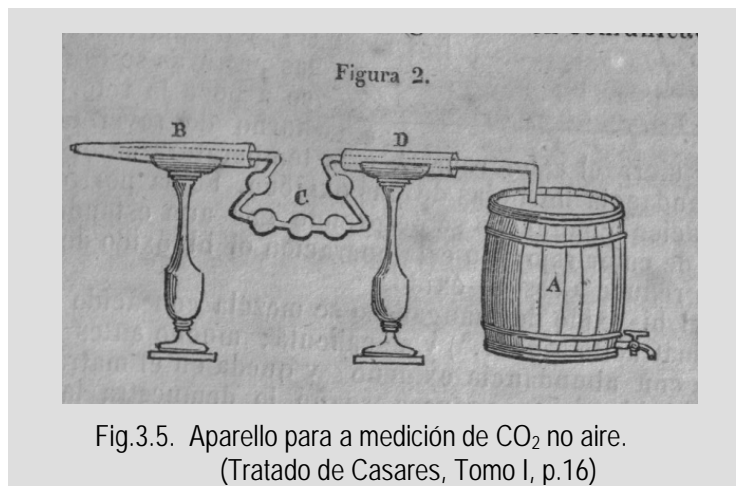 Figura 2.
B
D
C
A
Fig.3.5. Aparello para a medición de CO₂ no aire.
(Tratado de Casares, Tomo I, p.16)